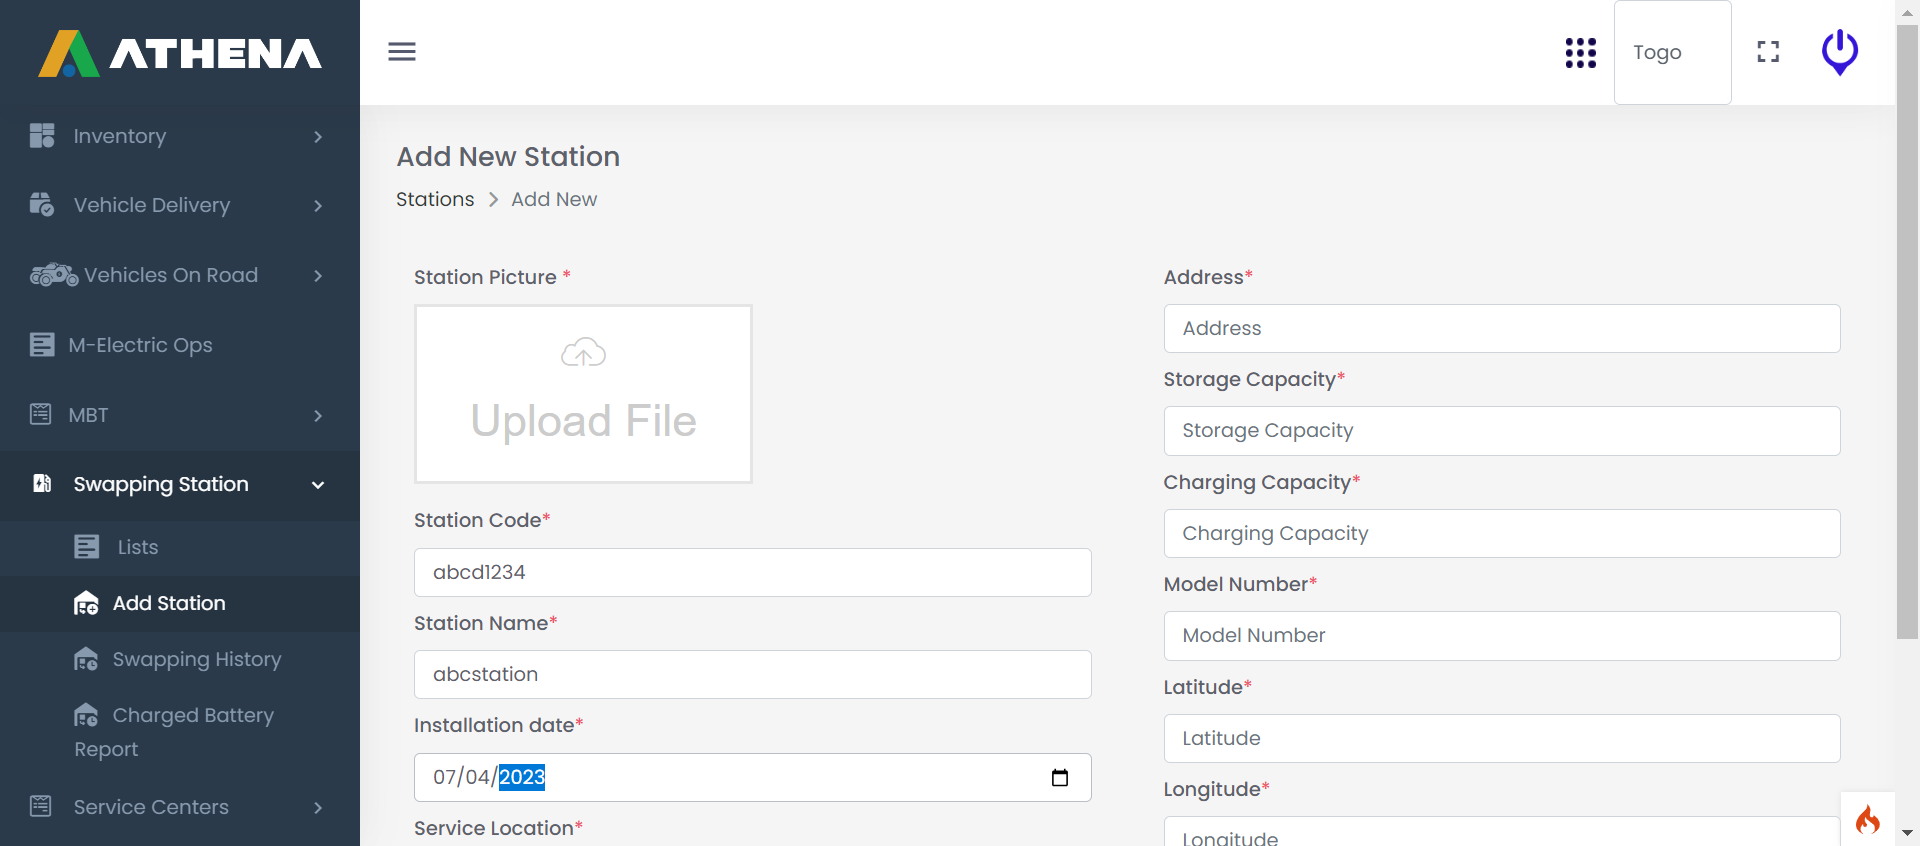 ATHENA
Togo
Inventory
Vehicle Delivery
Vehicles On Road
M-Electric Ops
MBT
Swapping Station
Lists
Add Station
Swapping History
Charged Battery
Report
Service Centers
Add New Station
Stations > Add New
Station Picture *
Upload File
Station Code*
abcd1234
Station Name*
abcstation
Installation date*
07/04/2023
Service Location*
Address*
Address
Storage Capacity*
Storage Capacity
Charging Capacity*
Charging Capacity
Model Number*
Model Number
Latitude*
Latitude
Longitude*
Longitude